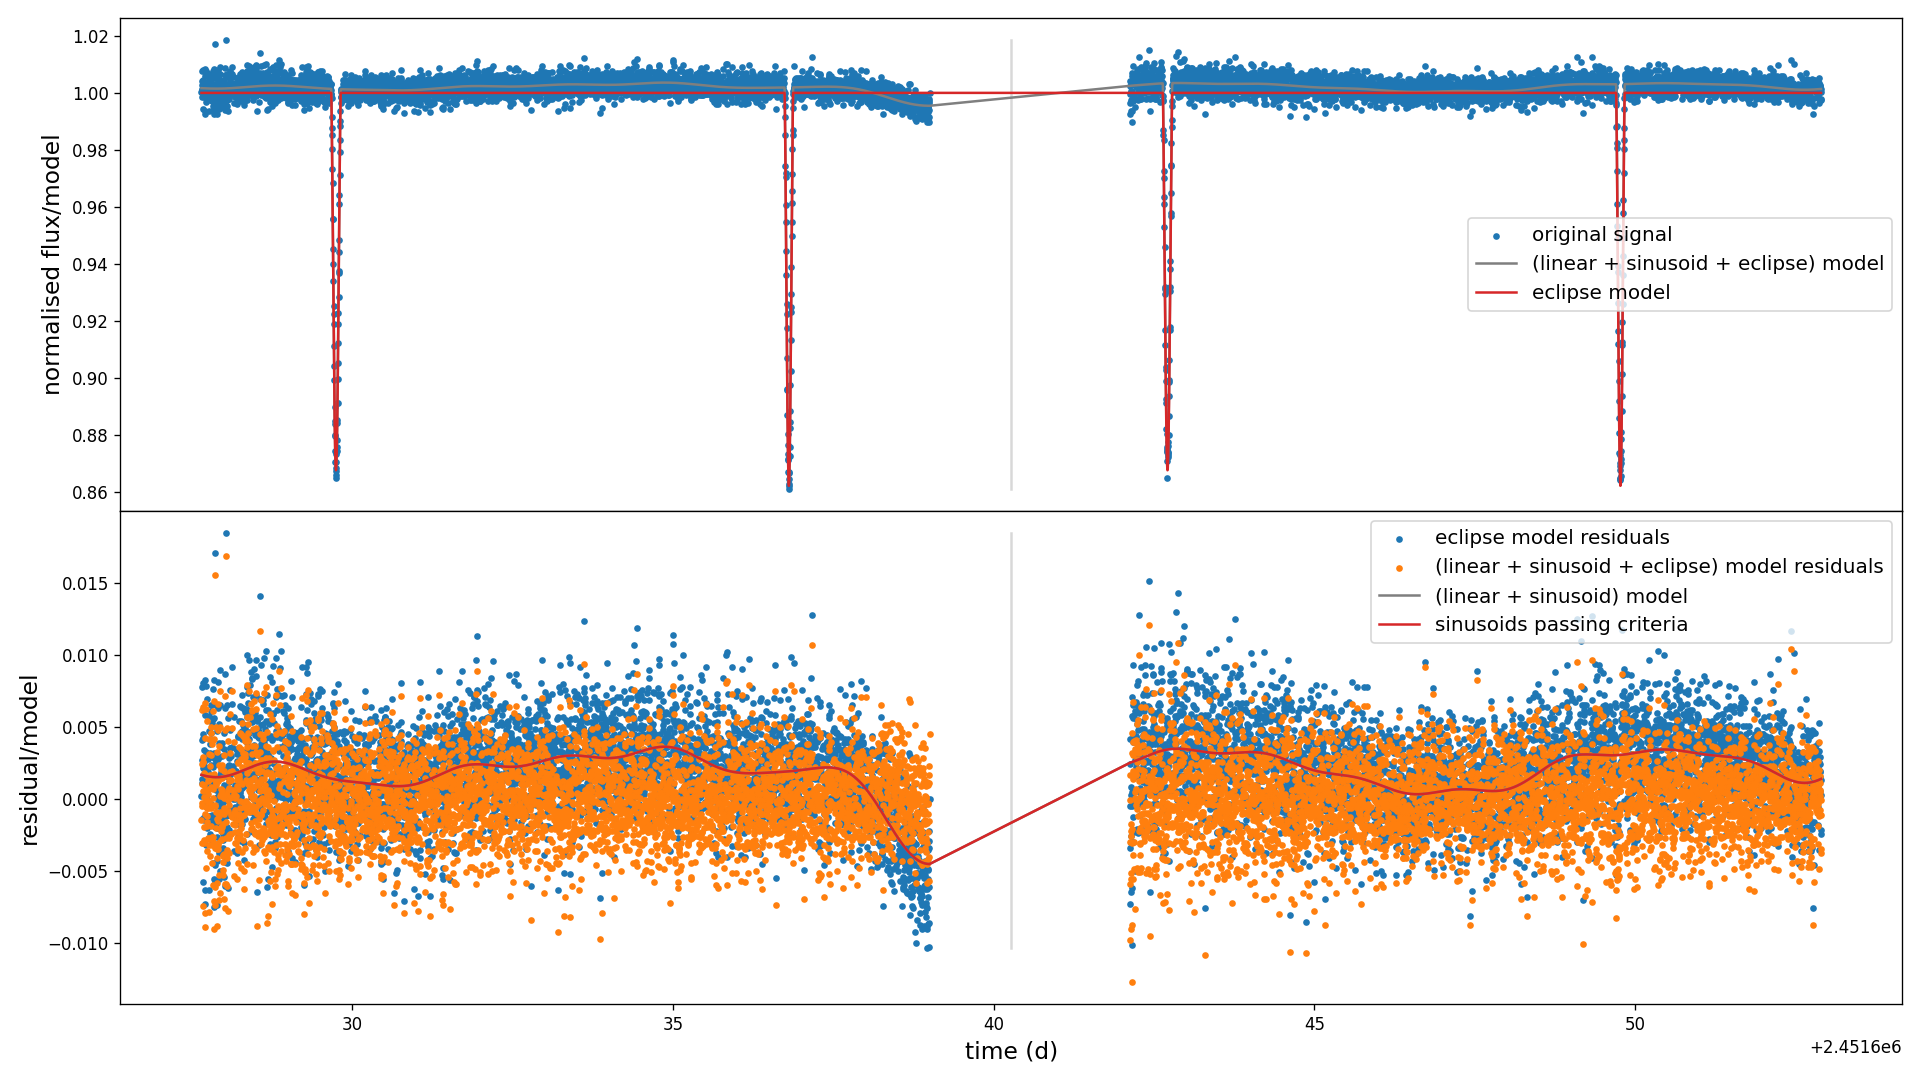 1.02
1.00
0.98
0.96
0.94
0.92
0.90
0.88
0.86
normalised flux/model
original signal
(linear + sinusoid + eclipse) model
eclipse model
0.015
0.010
0.005
0.000
−0.005
−0.010
residual/model
eclipse model residuals
(linear + sinusoid + eclipse) model residuals
(linear + sinusoid) model
sinusoids passing criteria
30
35
40
45
50
time (d)
+2.4516e6